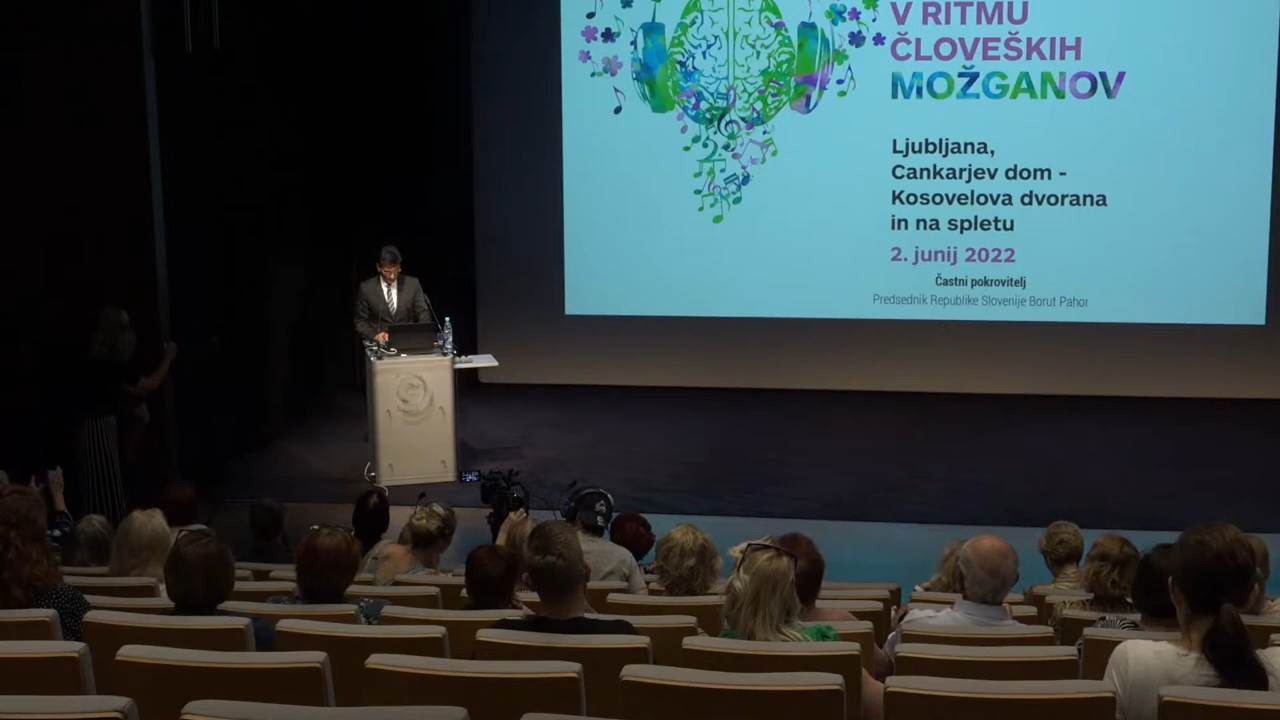 V RITMU
ČLOVEŠKIH
MOŽGANOV
Ljubljana,
Cankarjev dom -
Kosovelova dvorana
in na spletu
2. junij 2022
Častni pokrovitelj
Predsednik Republike Slovenije Borut Pahor